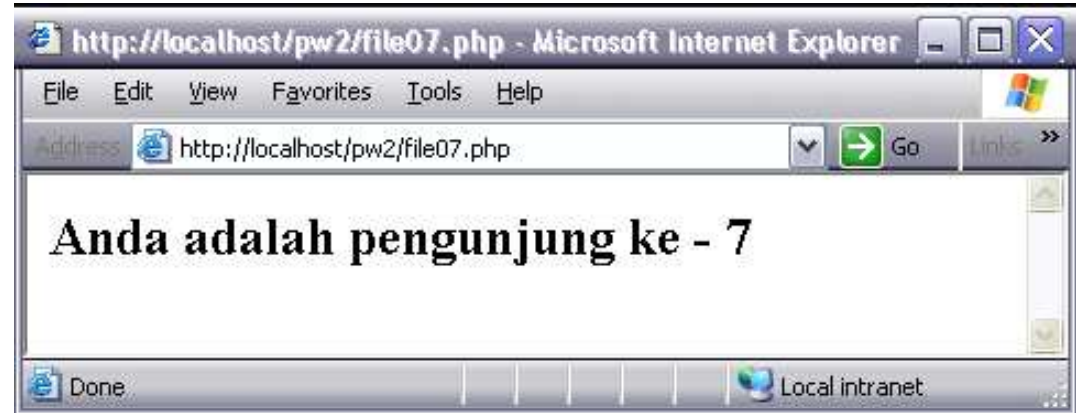 http://localhost/pw2/file07.php - Microsoft Internet Explorer
File Edit View Favorites Tools Help
Address http://localhost/pw2/file07.php Go Links »
Anda adalah pengunjung ke - 7
Done Local intranet